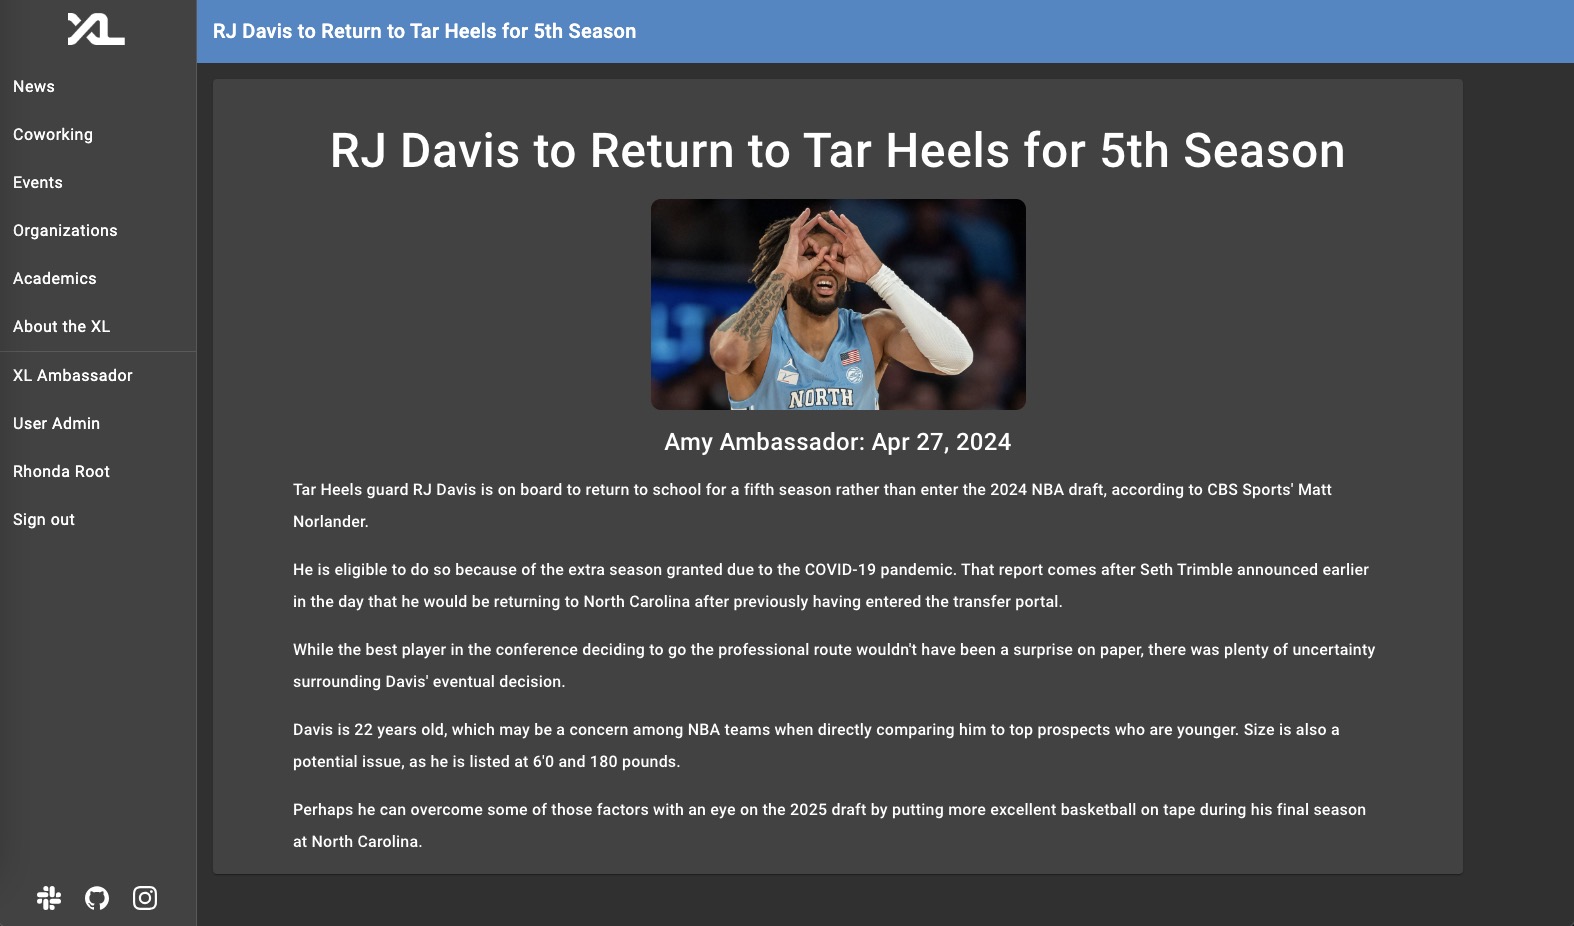 XL
News
Coworking
Events
Organizations
Academics
About the XL
XL Ambassador
User Admin
Rhonda Root
Sign out
RJ Davis to Return to Tar Heels for 5th Season
RJ Davis to Return to Tar Heels for 5th Season
NORTH
Amy Ambassador: Apr 27, 2024
Tar Heels guard RJ Davis is on board to return to school for a fifth season rather than enter the 2024 NBA draft, according to CBS Sports' Matt
Norlander.
He is eligible to do so because of the extra season granted due to the COVID-19 pandemic. That report comes after Seth Trimble announced earlier
in the day that he would be returning to North Carolina after previously having entered the transfer portal.
While the best player in the conference deciding to go the professional route wouldn't have been a surprise on paper, there was plenty of uncertainty
surrounding Davis' eventual decision.
Davis is 22 years old, which may be a concern among NBA teams when directly comparing him to top prospects who are younger. Size is also a
potential issue, as he is listed at 6'0 and 180 pounds.
Perhaps he can overcome some of those factors with an eye on the 2025 draft by putting more excellent basketball on tape during his final season
at North Carolina.